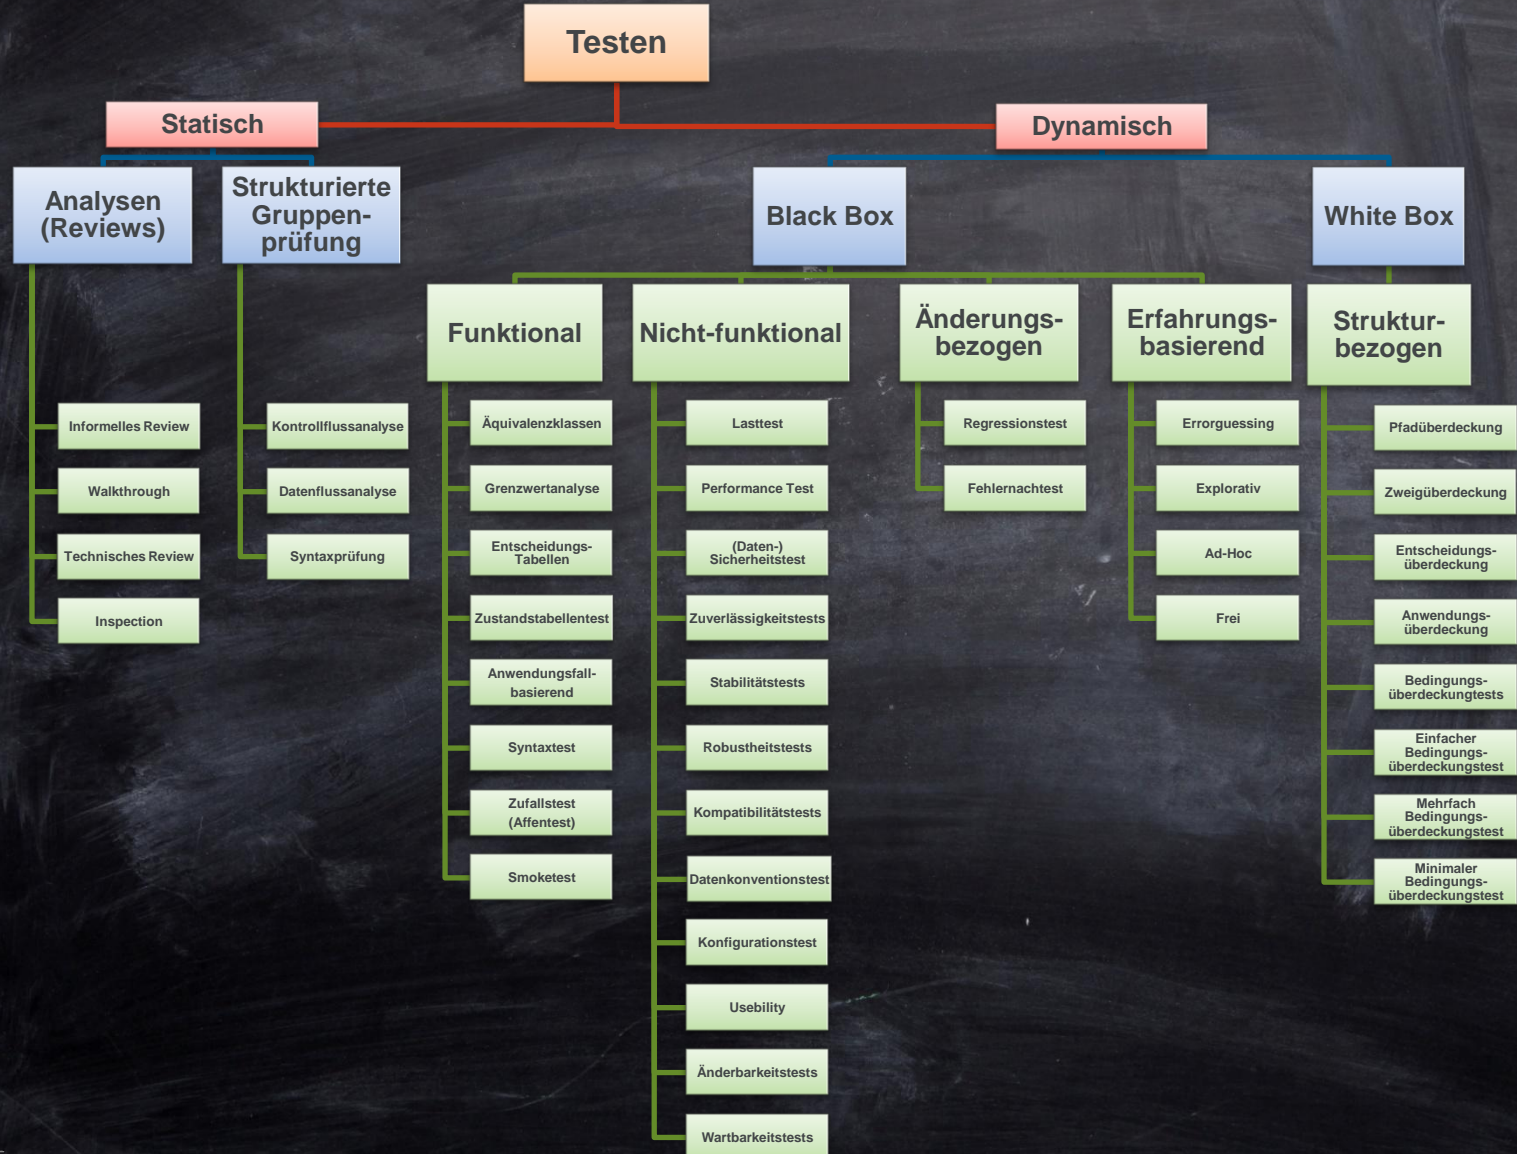 Testen
Statisch
Dynamisch
Analysen
(Reviews)
Strukturierte
Gruppen-
prüfung
Black Box
White Box
Funktional
Nicht-funktional
Änderungs-
bezogen
Erfahrungs-
basierend
Struktur-
bezogen
Informelles Review
Walkthrough
Technisches Review
Inspection
Kontrollflussanalyse
Datenflussanalyse
Syntaxprüfung
Äquivalenzklassen
Grenzwertanalyse
Entscheidungs-
Tabellen
Zustandstabellentest
Anwendungsfall-
basierend
Syntaxtest
Zufallstest
(Affentest)
Smoketest
Lasttest
Performance Test
(Daten-)
Sicherheitstest
Zuverlässigkeitstests
Stabilitätstests
Robustheitstests
Kompatibilitätstests
Datenkonventionstest
Konfigurationstest
Usebility
Änderbarkeitstests
Wartbarkeitstests
Regressionstest
Fehlernachtest
Errorguessing
Explorativ
Ad-Hoc
Frei
Pfadüberdeckung
Zweigüberdeckung
Entscheidungs-
überdeckung
Anwendungs-
überdeckung
Bedingungs-
überdeckungtests
Einfacher
Bedingungs-
überdeckungstest
Mehrfach
Bedingungs-
überdeckungstest
Minimaler
Bedingungs-
überdeckungstest